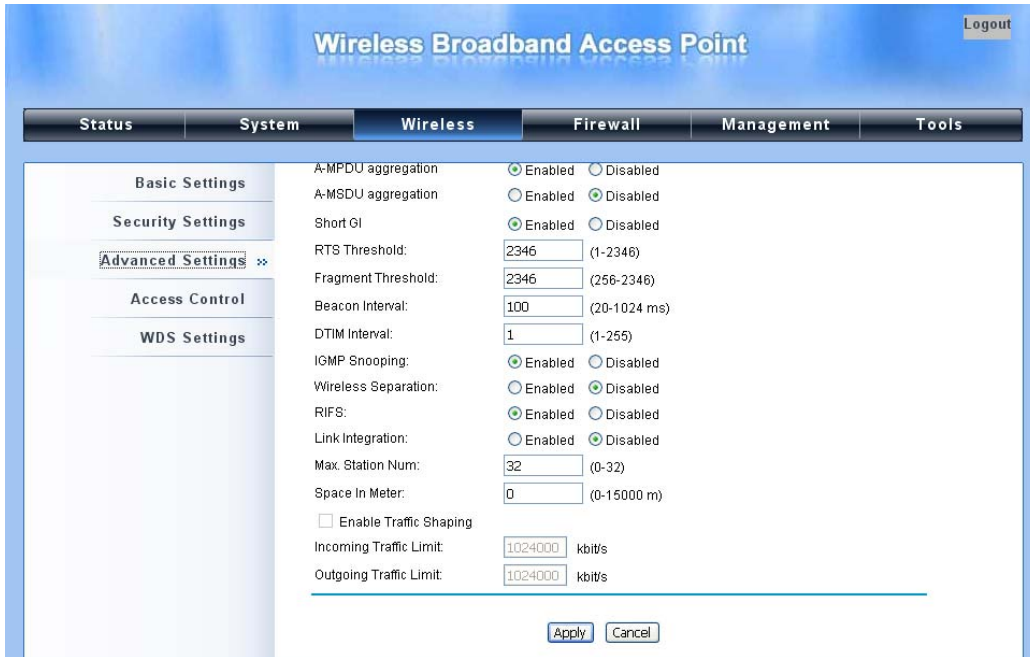 Logout
Wireless Broadband Access Point
Status System Wireless Firewall Management Tools
Basic Settings
Security Settings
Advanced Settings »
Access Control
WDS Settings
A-MPDU aggregation Enabled Disabled
A-MSDU aggregation Enabled Disabled
Short GI Enabled Disabled
RTS Threshold: 2346 (1-2346)
Fragment Threshold: 2346 (256-2346)
Beacon Interval: 100 (20-1024 ms)
DTIM Interval: 1 (1-255)
IGMP Snooping: Enabled Disabled
Wireless Separation: Enabled Disabled
RIFS: Enabled Disabled
Link Integration: Enabled Disabled
Max. Station Num: 32 (0-32)
Space In Meter: 0 (0-15000 m)
Enable Traffic Shaping
Incoming Traffic Limit: 1024000 kbit/s
Outgoing Traffic Limit: 1024000 kbit/s
Apply Cancel